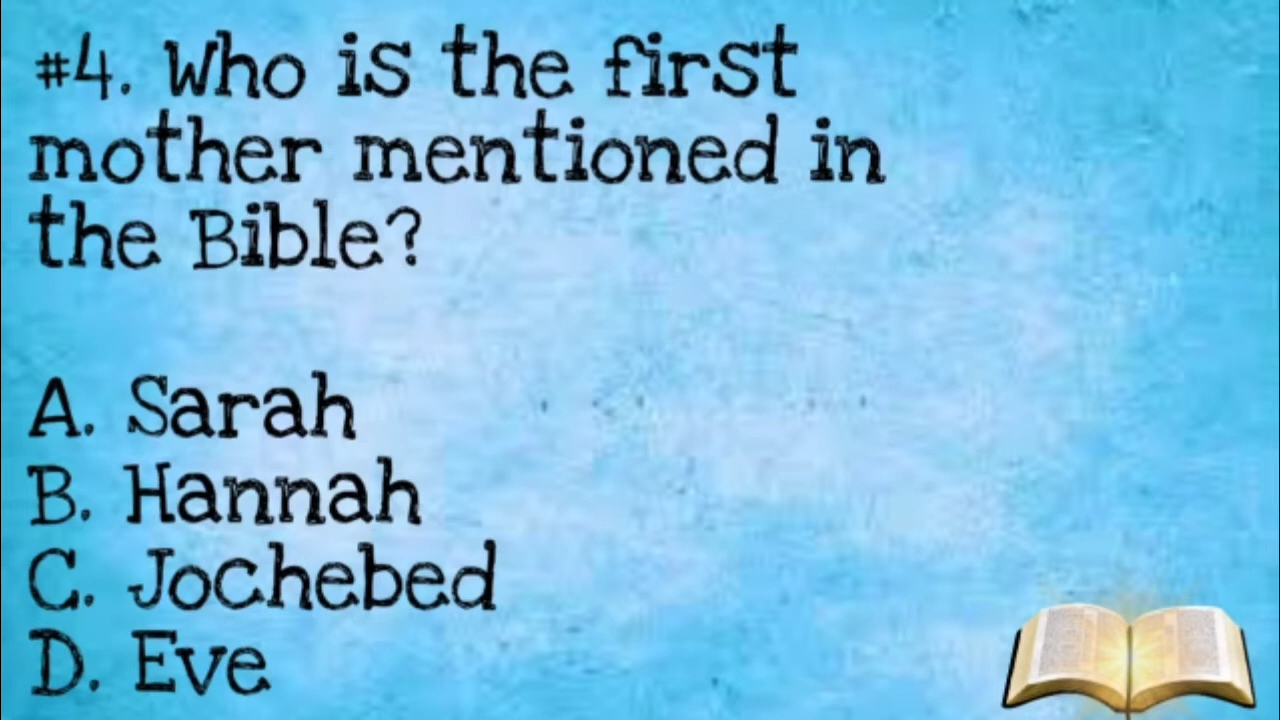 #4. Who is the first
mother mentioned in
the Bible?
A. Sarah
B. Hannah
C. Jochebed
D. Eve